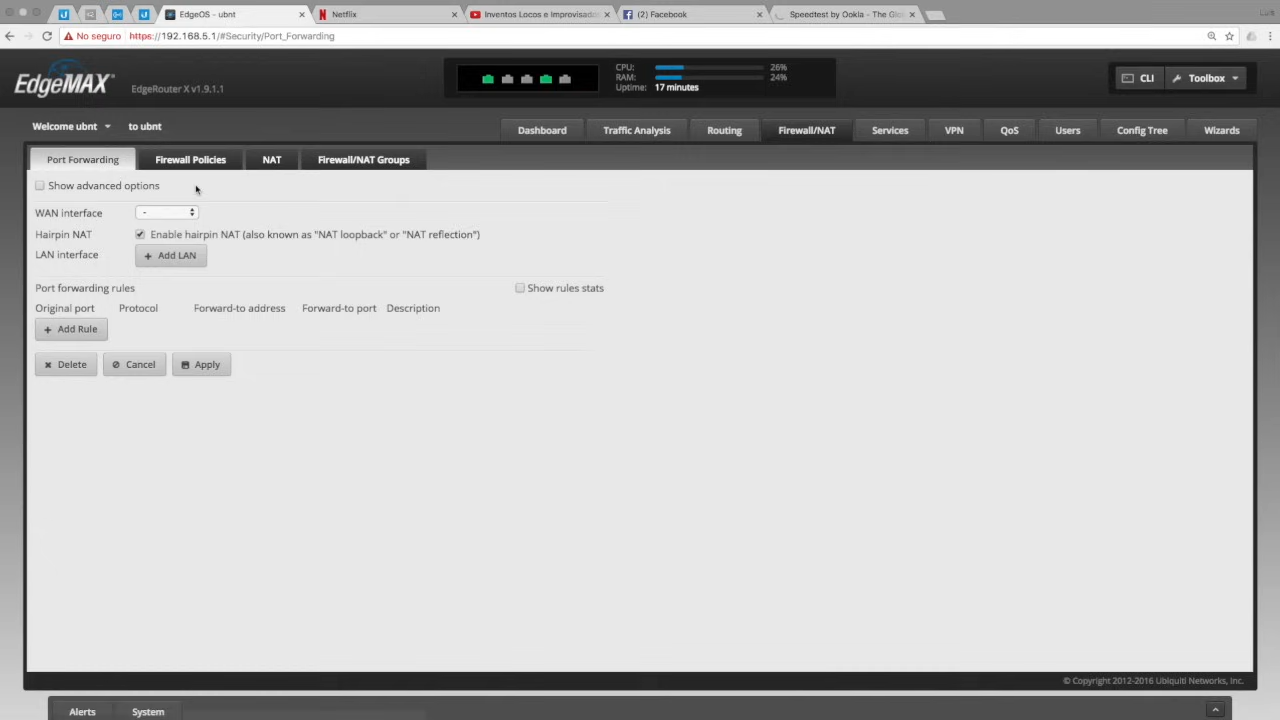 EdgeOS - ubnt
Netflix
Inventos Locos e Improvisado
(2) Facebook
Speedtest by Ookla - The Glo
Luis
No seguro
https://192.168.5.1/#Security/Port_Forwarding
EdgeMAX
EdgeRouter X v1.9.1.1
CPU: 26%
RAM: 24%
Uptime: 17 minutes
CLI
Toolbox
Welcome ubnt
to ubnt
Dashboard
Traffic Analysis
Routing
Firewall/NAT
Services
VPN
QoS
Users
Config Tree
Wizards
Port Forwarding
Firewall Policies
NAT
Firewall/NAT Groups
Show advanced options
WAN interface -
Hairpin NAT Enable hairpin NAT (also known as "NAT loopback" or "NAT reflection")
LAN interface + Add LAN
Port forwarding rules
Show rules stats
Original port Protocol Forward-to address Forward-to port Description
+ Add Rule
Delete
Cancel
Apply
© Copyright 2012-2016 Ubiquiti Networks, Inc.
Alerts
System